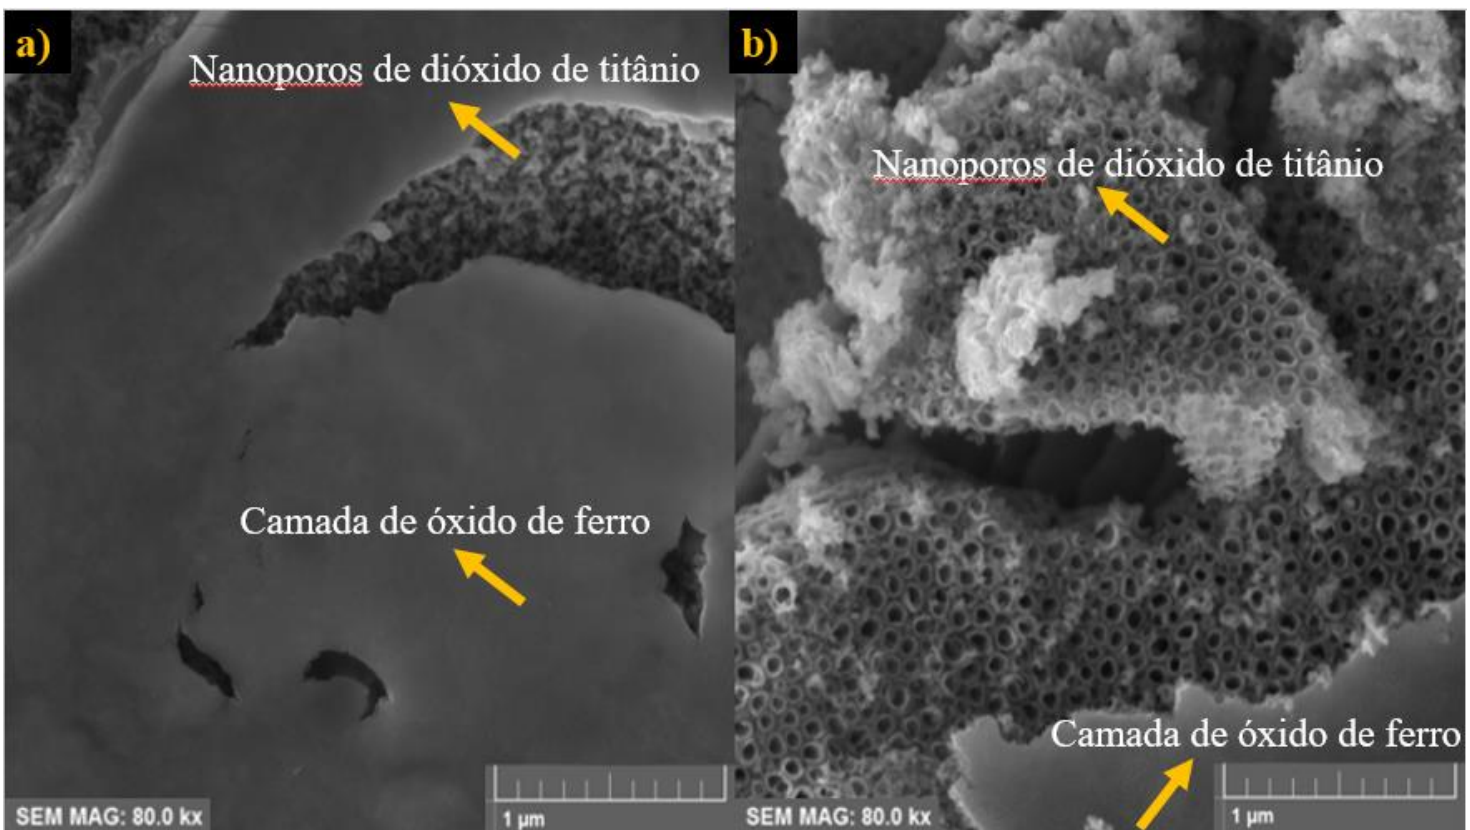 a)
Nanoporos de dióxido de titânio
Camada de óxido de ferro
SEM MAG: 80.0 kx
1 µm
b)
Nanoporos de dióxido de titânio
Camada de óxido de ferro
SEM MAG: 80.0 kx
1 µm